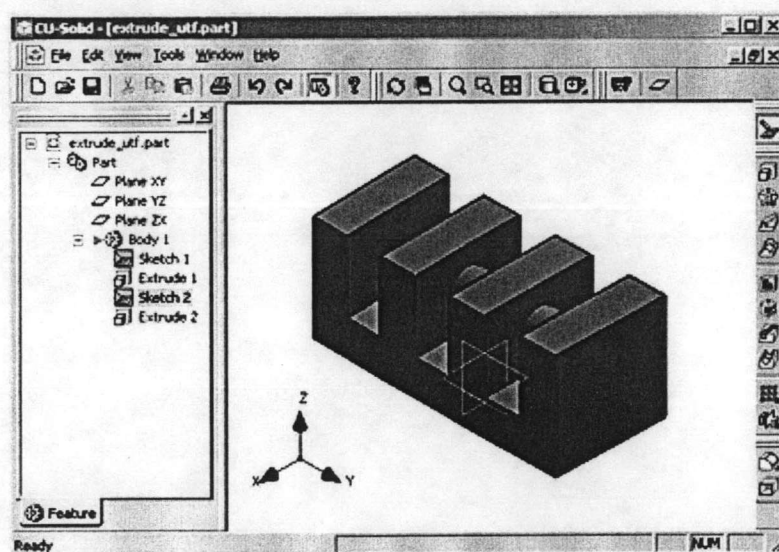 CU-Solid - [extrude_utf.part]
File Edit View Tools Window Help
extrude_utf.part
Part
Plane XY
Plane YZ
Plane ZX
Body 1
Sketch 1
Extrude 1
Sketch 2
Extrude 2
Z
X
Y
Feature
Ready
NUM